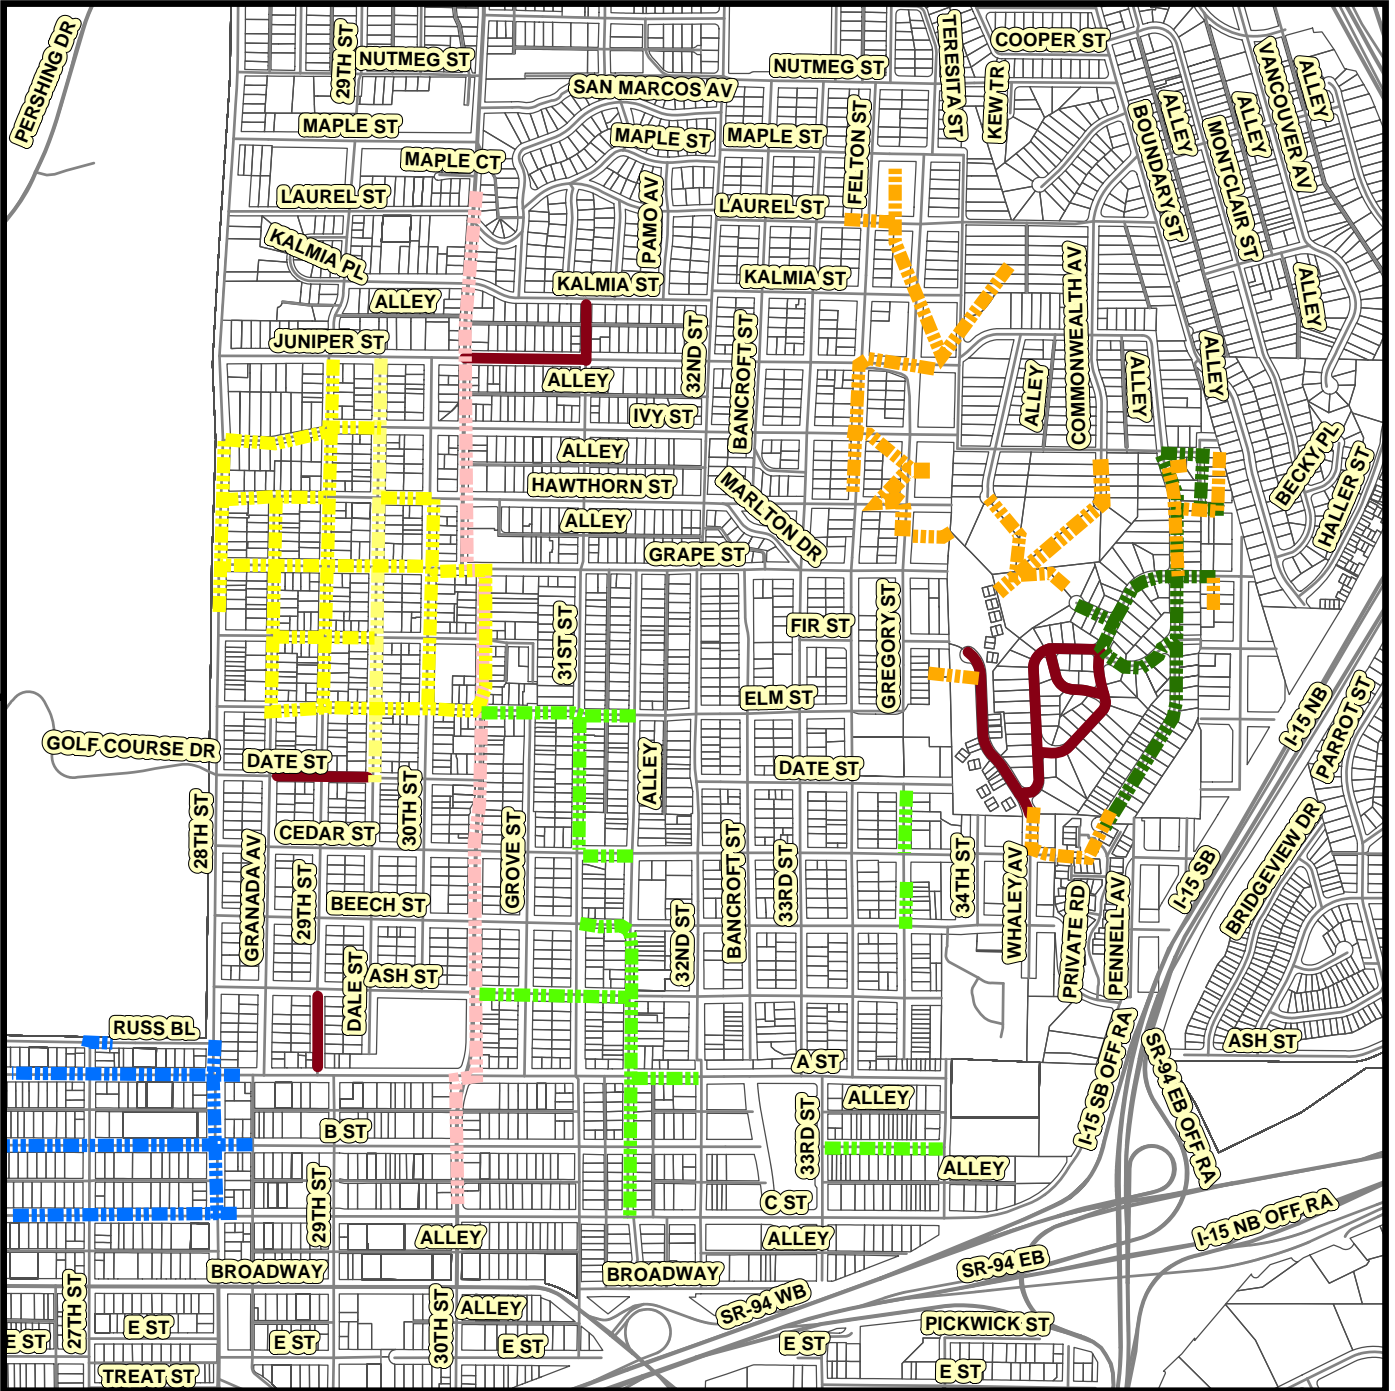 PERSHING DR
29TH ST
NUTMEG ST
SAN MARCOS AV
NUTMEG ST
TERESITA ST
COOPER ST
KEW TR
VANCOUVER AV
ALLEY
ALLEY
ALLEY
BOUNDARY ST
MONTCLAIR ST
MAPLE ST
MAPLE ST
MAPLE ST
FELTON ST
MAPLE CT
LAUREL ST
PAMO AV
LAUREL ST
KALMIA PL
KALMIA ST
KALMIA ST
COMMONWEALTH AV
ALLEY
ALLEY
JUNIPER ST
32ND ST
BANCROFT ST
ALLEY
ALLEY
ALLEY
ALLEY
IVY ST
ALLEY
HAWTHORN ST
MARLTON DR
BECKY PL
HALLER ST
ALLEY
GRAPE ST
31ST ST
FIR ST
GREGORY ST
ELM ST
I-15 NB
PARROT ST
GOLF COURSE DR
DATE ST
ALLEY
DATE ST
28TH ST
30TH ST
CEDAR ST
GROVE ST
GRANADA AV
29TH ST
BEECH ST
BANCROFT ST
33RD ST
34TH ST
WHALEY AV
PRIVATE RD
PENNELL AV
I-15 SB
BRIDGEVIEW DR
32ND ST
DALE ST
ASH ST
RUSS BL
ASH ST
A ST
I-15 SB OFF RA
SR-94 EB OFF RA
ALLEY
33RD ST
B ST
ALLEY
29TH ST
C ST
ALLEY
ALLEY
I-15 NB OFF RA
BROADWAY
BROADWAY
SR-94 EB
SR-94 WB
27TH ST
30TH ST
ALLEY
E ST
E ST
E ST
E ST
E ST
PICKWICK ST
TREAT ST
E ST